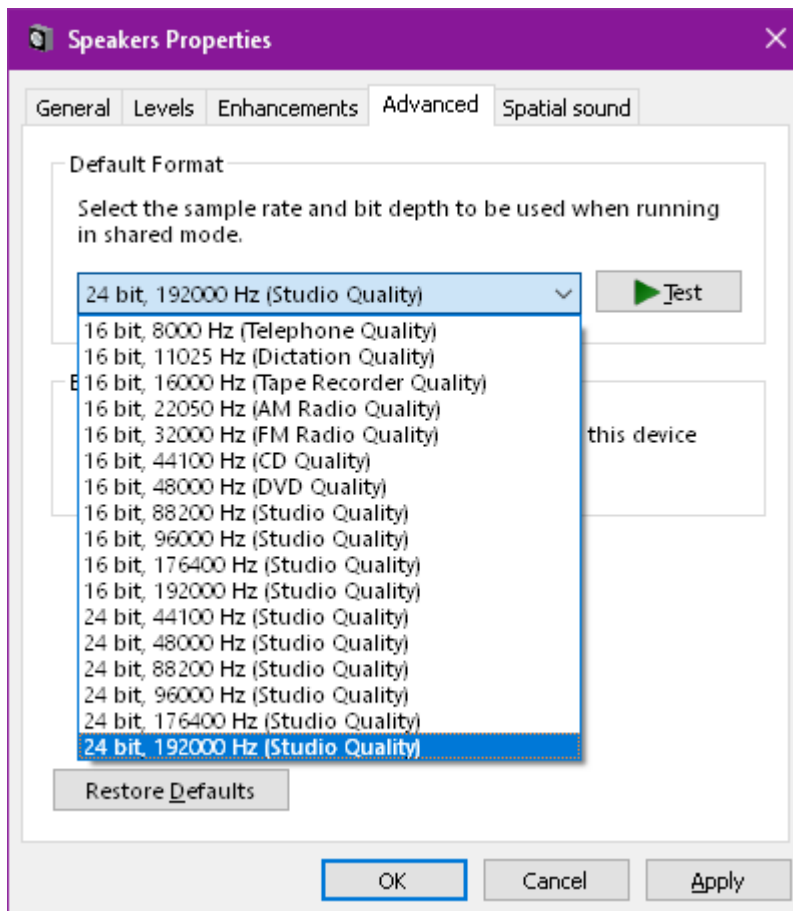 Speakers Properties
General Levels Enhancements Advanced Spatial sound
Default Format
Select the sample rate and bit depth to be used when running
in shared mode.
24 bit, 192000 Hz (Studio Quality)
Test
16 bit, 8000 Hz (Telephone Quality)
16 bit, 11025 Hz (Dictation Quality)
16 bit, 16000 Hz (Tape Recorder Quality)
16 bit, 22050 Hz (AM Radio Quality)
16 bit, 32000 Hz (FM Radio Quality)
this device
16 bit, 44100 Hz (CD Quality)
16 bit, 48000 Hz (DVD Quality)
16 bit, 88200 Hz (Studio Quality)
16 bit, 96000 Hz (Studio Quality)
16 bit, 176400 Hz (Studio Quality)
16 bit, 192000 Hz (Studio Quality)
24 bit, 44100 Hz (Studio Quality)
24 bit, 48000 Hz (Studio Quality)
24 bit, 88200 Hz (Studio Quality)
24 bit, 96000 Hz (Studio Quality)
24 bit, 176400 Hz (Studio Quality)
24 bit, 192000 Hz (Studio Quality)
Restore Defaults
OK Cancel Apply